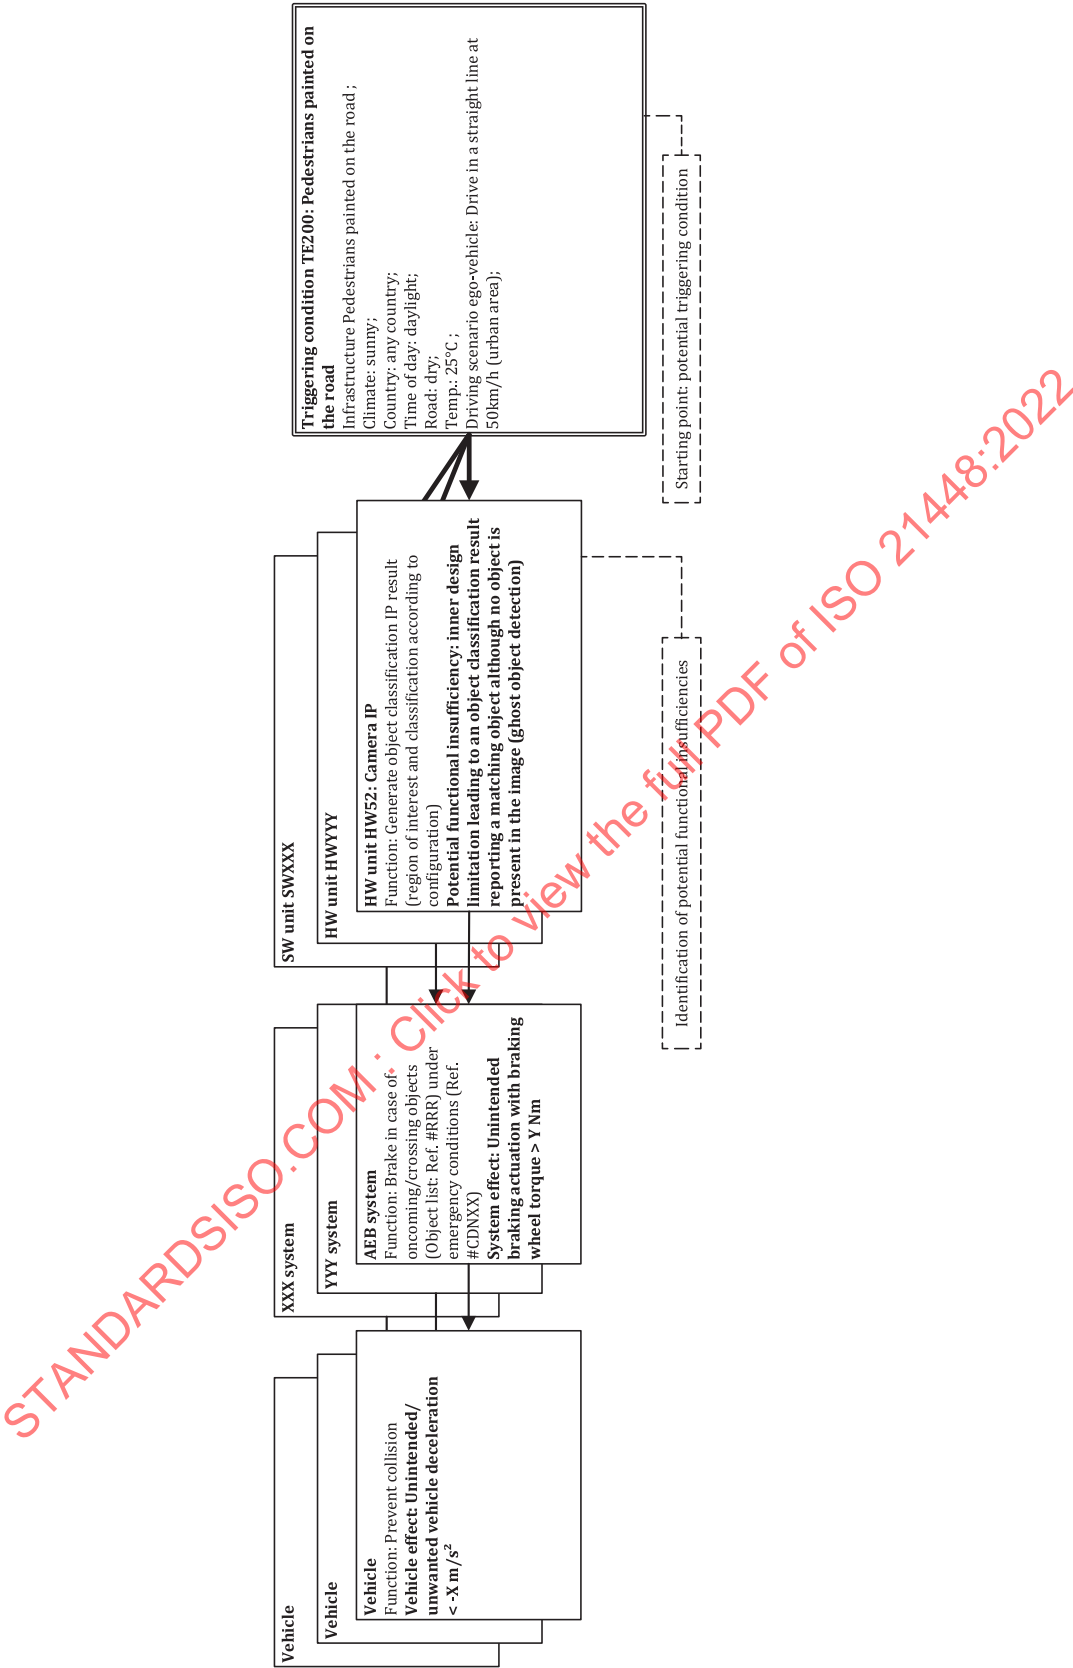 Vehicle
Vehicle
Vehicle
Function: Prevent collision
Vehicle effect: Unintended/
unwanted vehicle deceleration
< -X m/s²
XXX system
YYY system
AEB system
Function: Brake in case of
oncoming/crossing objects
(Object list: Ref. #RRR) under
emergency conditions (Ref.
#CDNXX)
System effect: Unintended
braking actuation with braking
wheel torque > Y Nm
SW unit SWXXX
HW unit HWYYY
HW unit HW52: Camera IP
Function: Generate object classification IP result
(region of interest and classification according to
configuration)
Potential functional insufficiency: inner design
limitation leading to an object classification result
reporting a matching object although no object is
present in the image (ghost object detection)
Identification of potential functional insufficiencies
Triggering condition TE200: Pedestrians painted on
the road
Infrastructure Pedestrians painted on the road ;
Climate: sunny;
Country: any country;
Time of day: daylight;
Road: dry;
Temp.: 25°C ;
Driving scenario ego-vehicle: Drive in a straight line at
50km/h (urban area);
Starting point: potential triggering condition
STANDARDSISO.COM : Click to view the full PDF of ISO 21448:2022